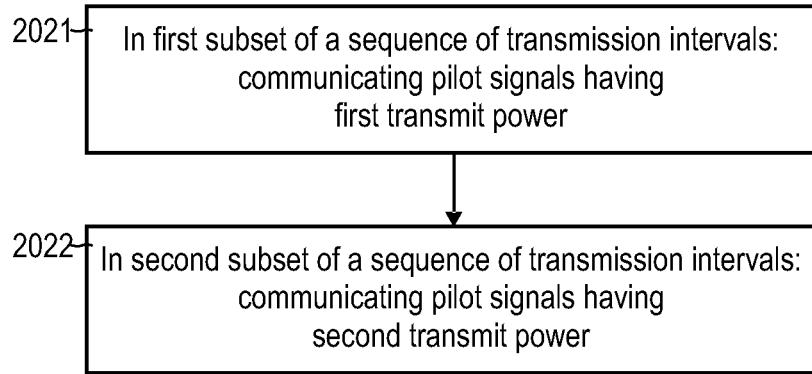 2021
In first subset of a sequence of transmission intervals:
communicating pilot signals having
first transmit power
2022
In second subset of a sequence of transmission intervals:
communicating pilot signals having
second transmit power